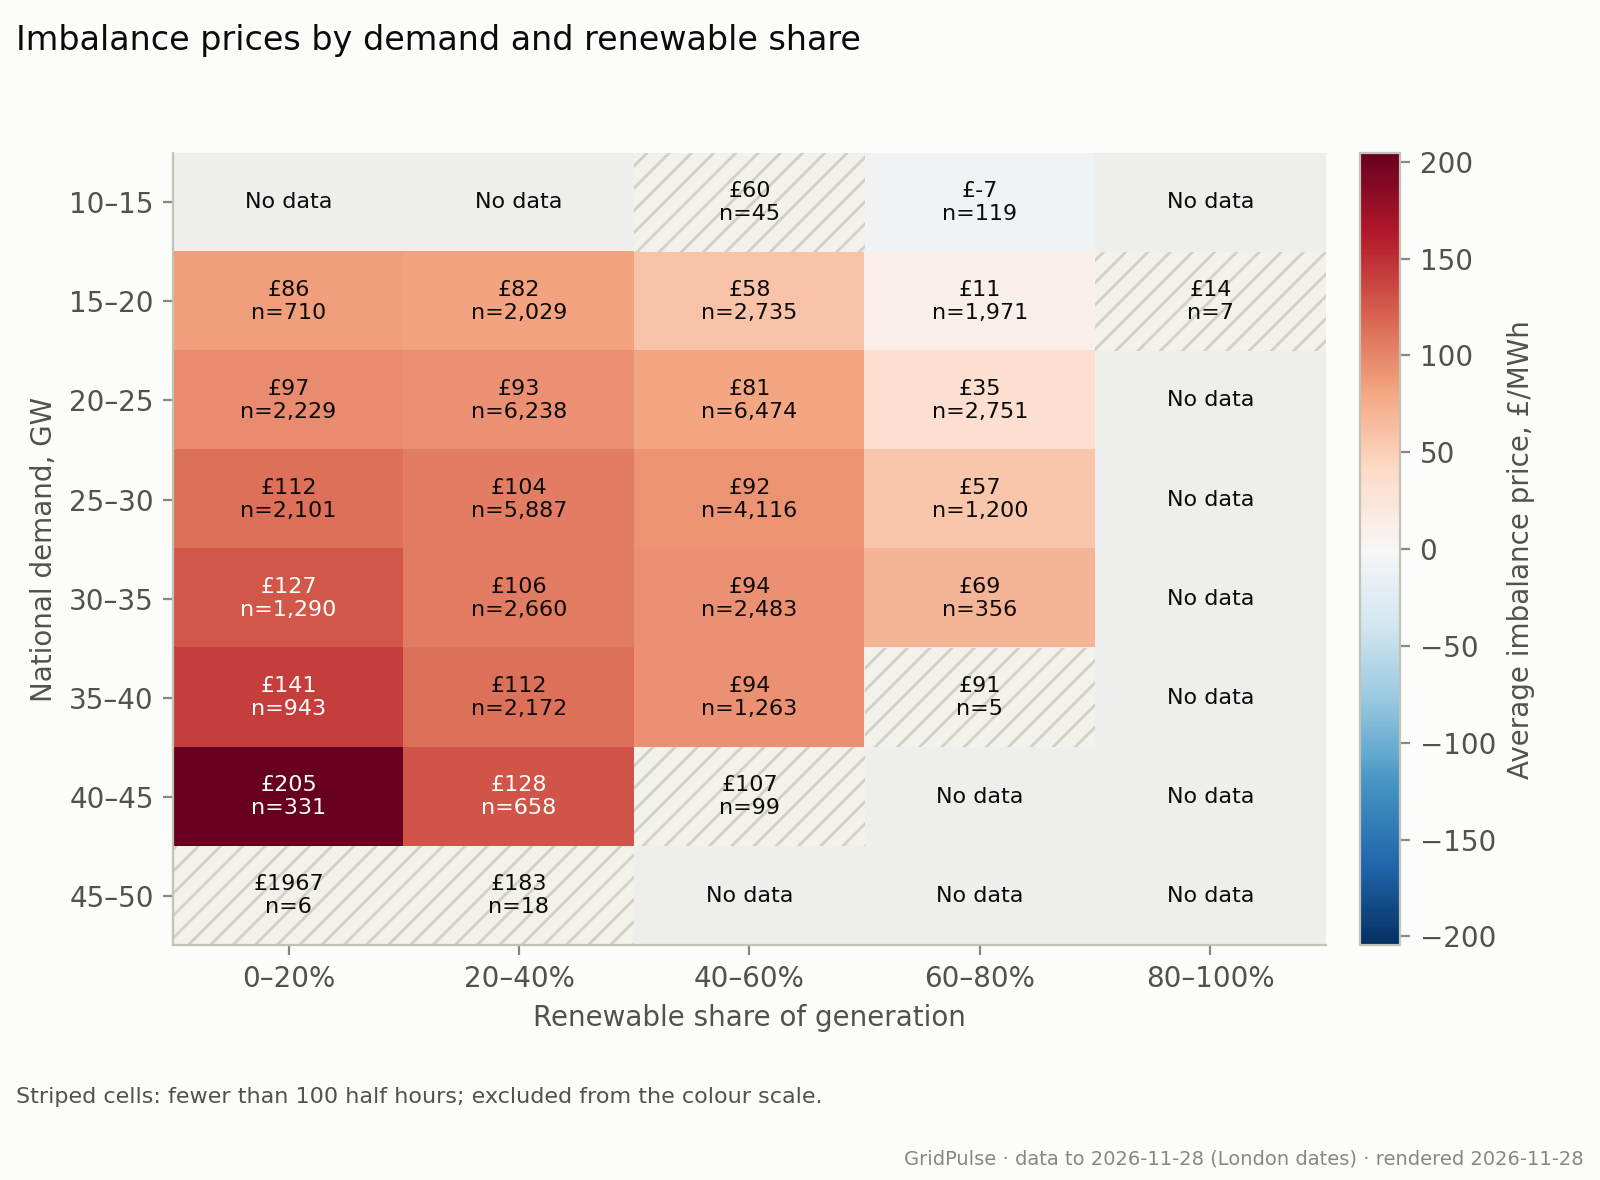 Imbalance prices by demand and renewable share
No data
No data
£60
n=45
£-7
n=119
No data
10–15
£86
n=710
£82
n=2,029
£58
n=2,735
£11
n=1,971
£14
n=7
15–20
£97
n=2,229
£93
n=6,238
£81
n=6,474
£35
n=2,751
No data
20–25
£112
n=2,101
£104
n=5,887
£92
n=4,116
£57
n=1,200
No data
25–30
£127
n=1,290
£106
n=2,660
£94
n=2,483
£69
n=356
No data
30–35
£141
n=943
£112
n=2,172
£94
n=1,263
£91
n=5
No data
35–40
£205
n=331
£128
n=658
£107
n=99
No data
No data
40–45
£1967
n=6
£183
n=18
No data
No data
No data
45–50
National demand, GW
0–20%
20–40%
40–60%
60–80%
80–100%
Renewable share of generation
200
150
100
50
0
−50
−100
−150
−200
Average imbalance price, £/MWh
Striped cells: fewer than 100 half hours; excluded from the colour scale.
GridPulse · data to 2026-11-28 (London dates) · rendered 2026-11-28